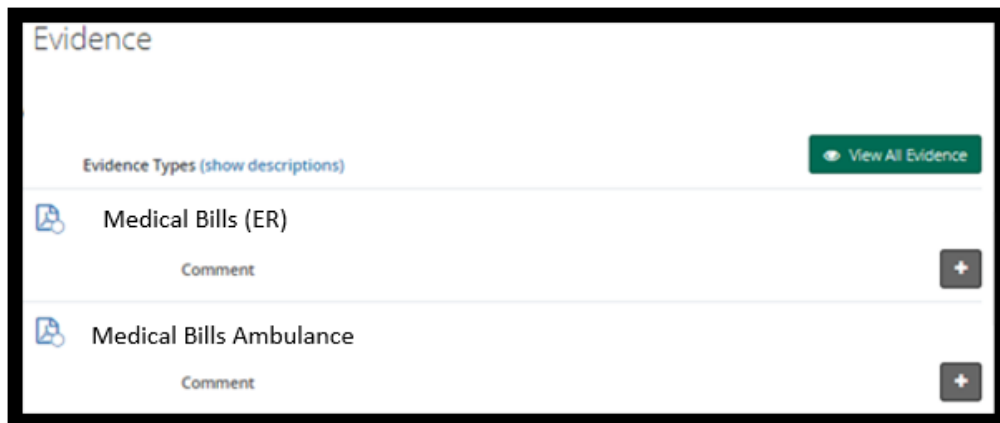 Evidence
Evidence Types (show descriptions)
View All Evidence
Medical Bills (ER)
Comment
Medical Bills Ambulance
Comment